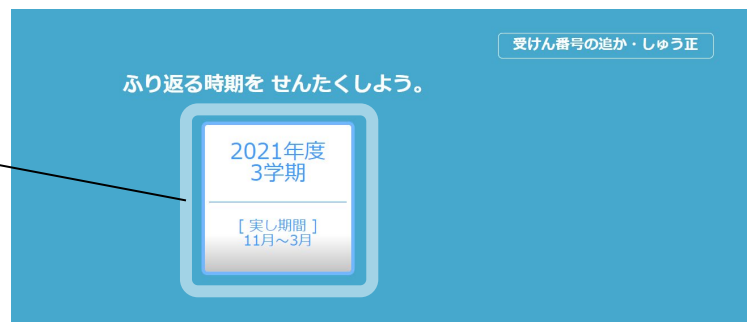 受けん番号の追か・しゅう正
ふり返る時期を せんたくしよう。
2021年度
3学期
[ 実し期間 ]
11月～3月